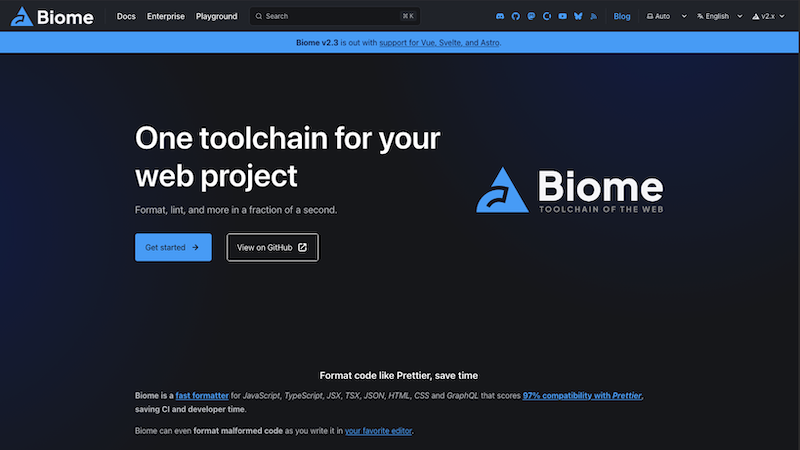 Biome
Docs Enterprise Playground Search ⌘K Blog Auto English v2.x
Biome v2.3 is out with support for Vue, Svelte, and Astro.
One toolchain for your
web project
Format, lint, and more in a fraction of a second.
Get started → View on GitHub
Biome
TOOLCHAIN OF THE WEB
Format code like Prettier, save time
Biome is a fast formatter for JavaScript, TypeScript, JSX, TSX, JSON, HTML, CSS and GraphQL that scores 97% compatibility with Prettier,
saving CI and developer time.
Biome can even format malformed code as you write it in your favorite editor.